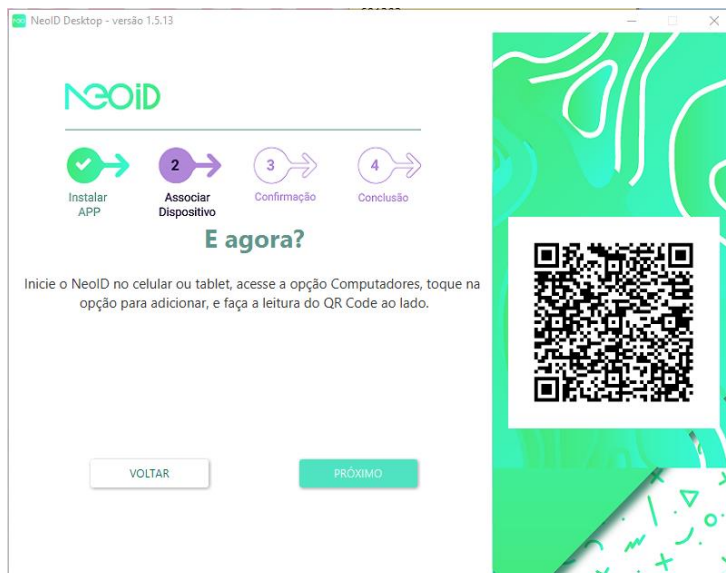 NeoID Desktop - versão 1.5.13
NEOiD
2
3
4
Instalar
APP
Associar
Dispositivo
Confirmação
Conclusão
E agora?
Inicie o NeoID no celular ou tablet, acesse a opção Computadores, toque na
opção para adicionar, e faça a leitura do QR Code ao lado.
VOLTAR
PRÓXIMO